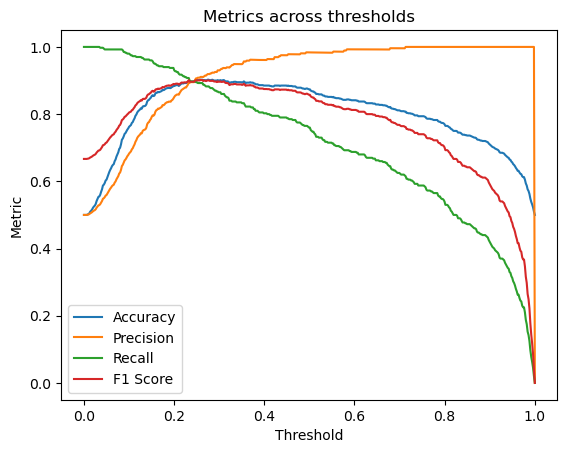 Metrics across thresholds
1.0
0.8
0.6
0.4
0.2
0.0
Metric
Accuracy
Precision
Recall
F1 Score
0.0 0.2 0.4 0.6 0.8 1.0
Threshold